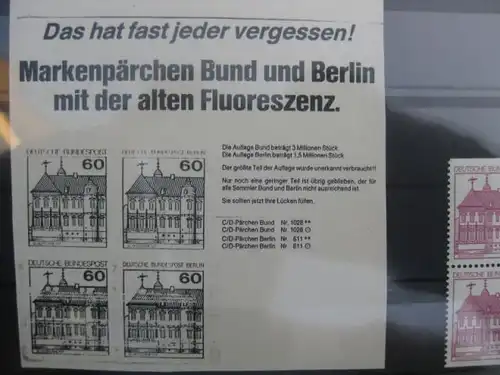 Das hat fast jeder vergessen!
Markenpärchen Bund und Berlin
mit der alten Fluoreszenz.
DEUTSCHE BUNDESPOST
60
DEUTSCHE BUNDESPOST BERLIN
60
DEUTSCHE BUNDESPOST
60
DEUTSCHE BUNDESPOST BERLIN
60
Die Auflage Bund beträgt 3 Millionen Stück
Die Auflage Berlin beträgt 1,5 Millionen Stück
Der größte Teil der Auflage wurde unerkannt verbraucht!!
Nur noch eine geringer Teil ist übrig geblieben, der für
alle Sammler Bund und Berlin nicht ausreichend ist.
Sie sollten jetzt Ihre Lücken füllen.
C/D-Pärchen Bund Nr. 1028 **
C/D-Pärchen Bund Nr. 1028 ⊙
C/D-Pärchen Berlin Nr. 611 **
C/D-Pärchen Berlin Nr. 611 ⊙